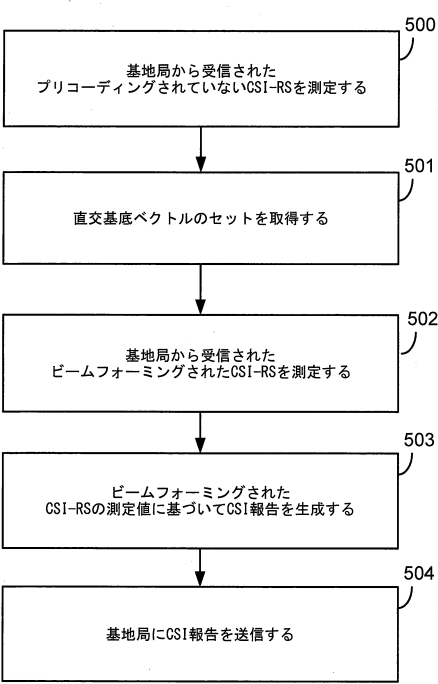 500
基地局から受信された
プリコーディングされていないCSI-RSを測定する
501
直交基底ベクトルのセットを取得する
502
基地局から受信された
ビームフォーミングされたCSI-RSを測定する
503
ビームフォーミングされた
CSI-RSの測定値に基づいてCSI報告を生成する
504
基地局にCSI報告を送信する